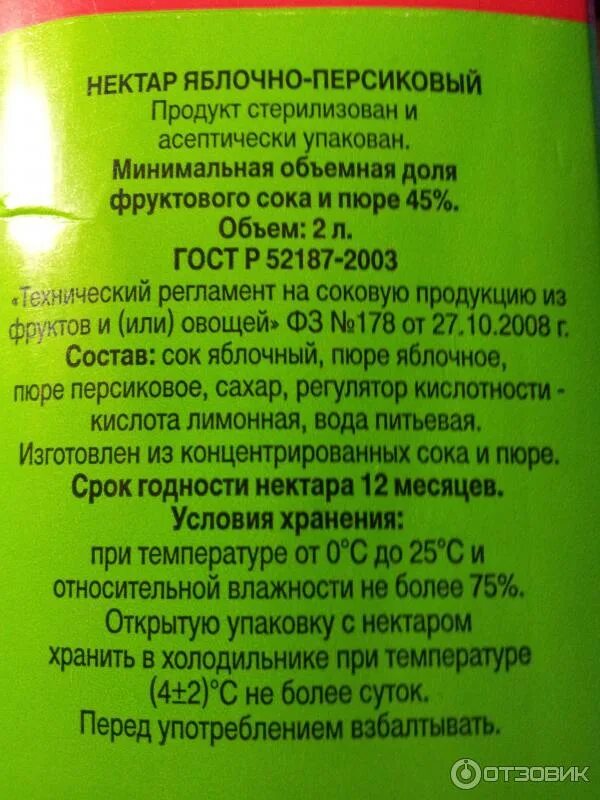 НЕКТАР ЯБЛОЧНО-ПЕРСИКОВЫЙ
Продукт стерилизован и
асептически упакован.
Минимальная объемная доля
фруктового сока и пюре 45%.
Объем: 2 л.
ГОСТ Р 52187-2003
«Технический регламент на соковую продукцию из
фруктов и (или) овощей» ФЗ №178 от 27.10.2008 г.
Состав: сок яблочный, пюре яблочное,
пюре персиковое, сахар, регулятор кислотности -
кислота лимонная, вода питьевая.
Изготовлен из концентрированных сока и пюре.
Срок годности нектара 12 месяцев.
Условия хранения:
при температуре от 0°С до 25°С и
относительной влажности не более 75%.
Открытую упаковку с нектаром
хранить в холодильнике при температуре
(4±2)°С не более суток.
Перед употреблением взбалтывать.
ОТЗОВИК